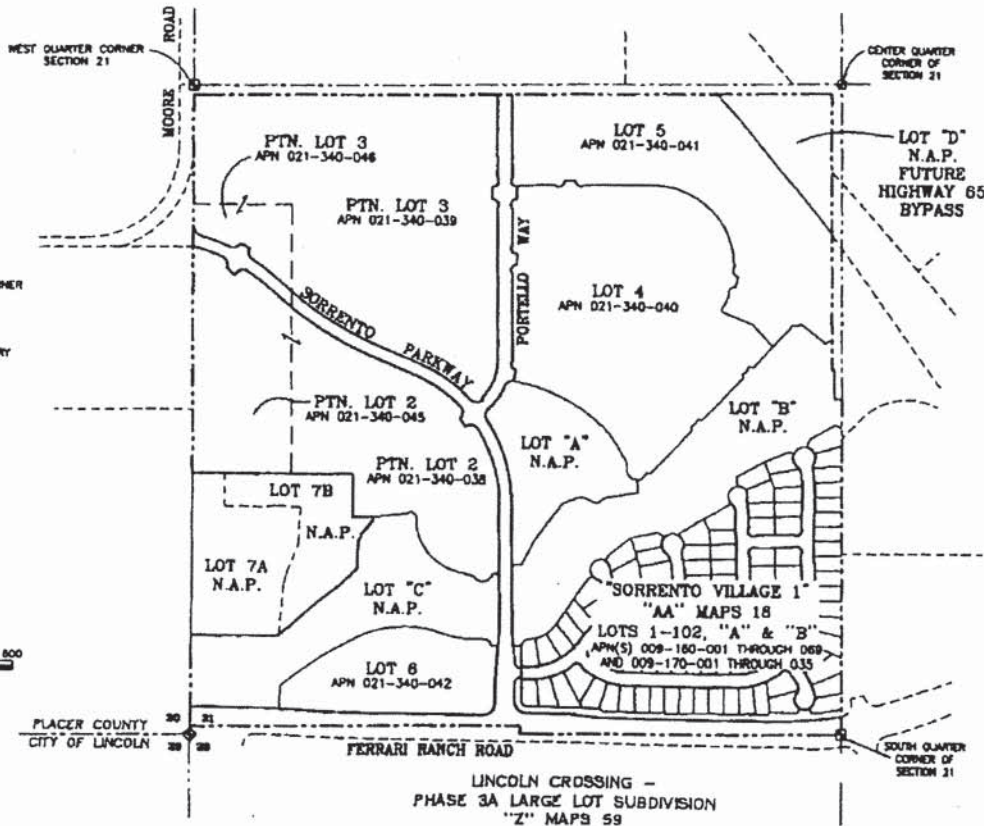 MOORE ROAD
WEST QUARTER CORNER
SECTION 21
CENTER QUARTER
CORNER OF
SECTION 21
PTN. LOT 3
APN 021-340-046
LOT 5
APN 021-340-041
LOT "D"
N.A.P.
FUTURE
HIGHWAY 65
BYPASS
PTN. LOT 3
APN 021-340-039
PORTELLO WAY
LOT 4
APN 021-340-040
SORRENTO PARKWAY
PTN. LOT 2
APN 021-340-045
LOT "B"
N.A.P.
LOT "A"
N.A.P.
PTN. LOT 2
APN 021-340-038
LOT 7B
N.A.P.
LOT 7A
N.A.P.
LOT "C"
N.A.P.
"SORRENTO VILLAGE 1"
"AA" MAPS 18
LOTS 1-102, "A" & "B"
APN(S) 009-160-001 THROUGH 069
AND 009-170-001 THROUGH 035
LOT 6
APN 021-340-042
PLACER COUNTY
CITY OF LINCOLN
FERRARI RANCH ROAD
SOUTH QUARTER
CORNER OF
SECTION 21
LINCOLN CROSSING -
PHASE 3A LARGE LOT SUBDIVISION
"Z" MAPS 59